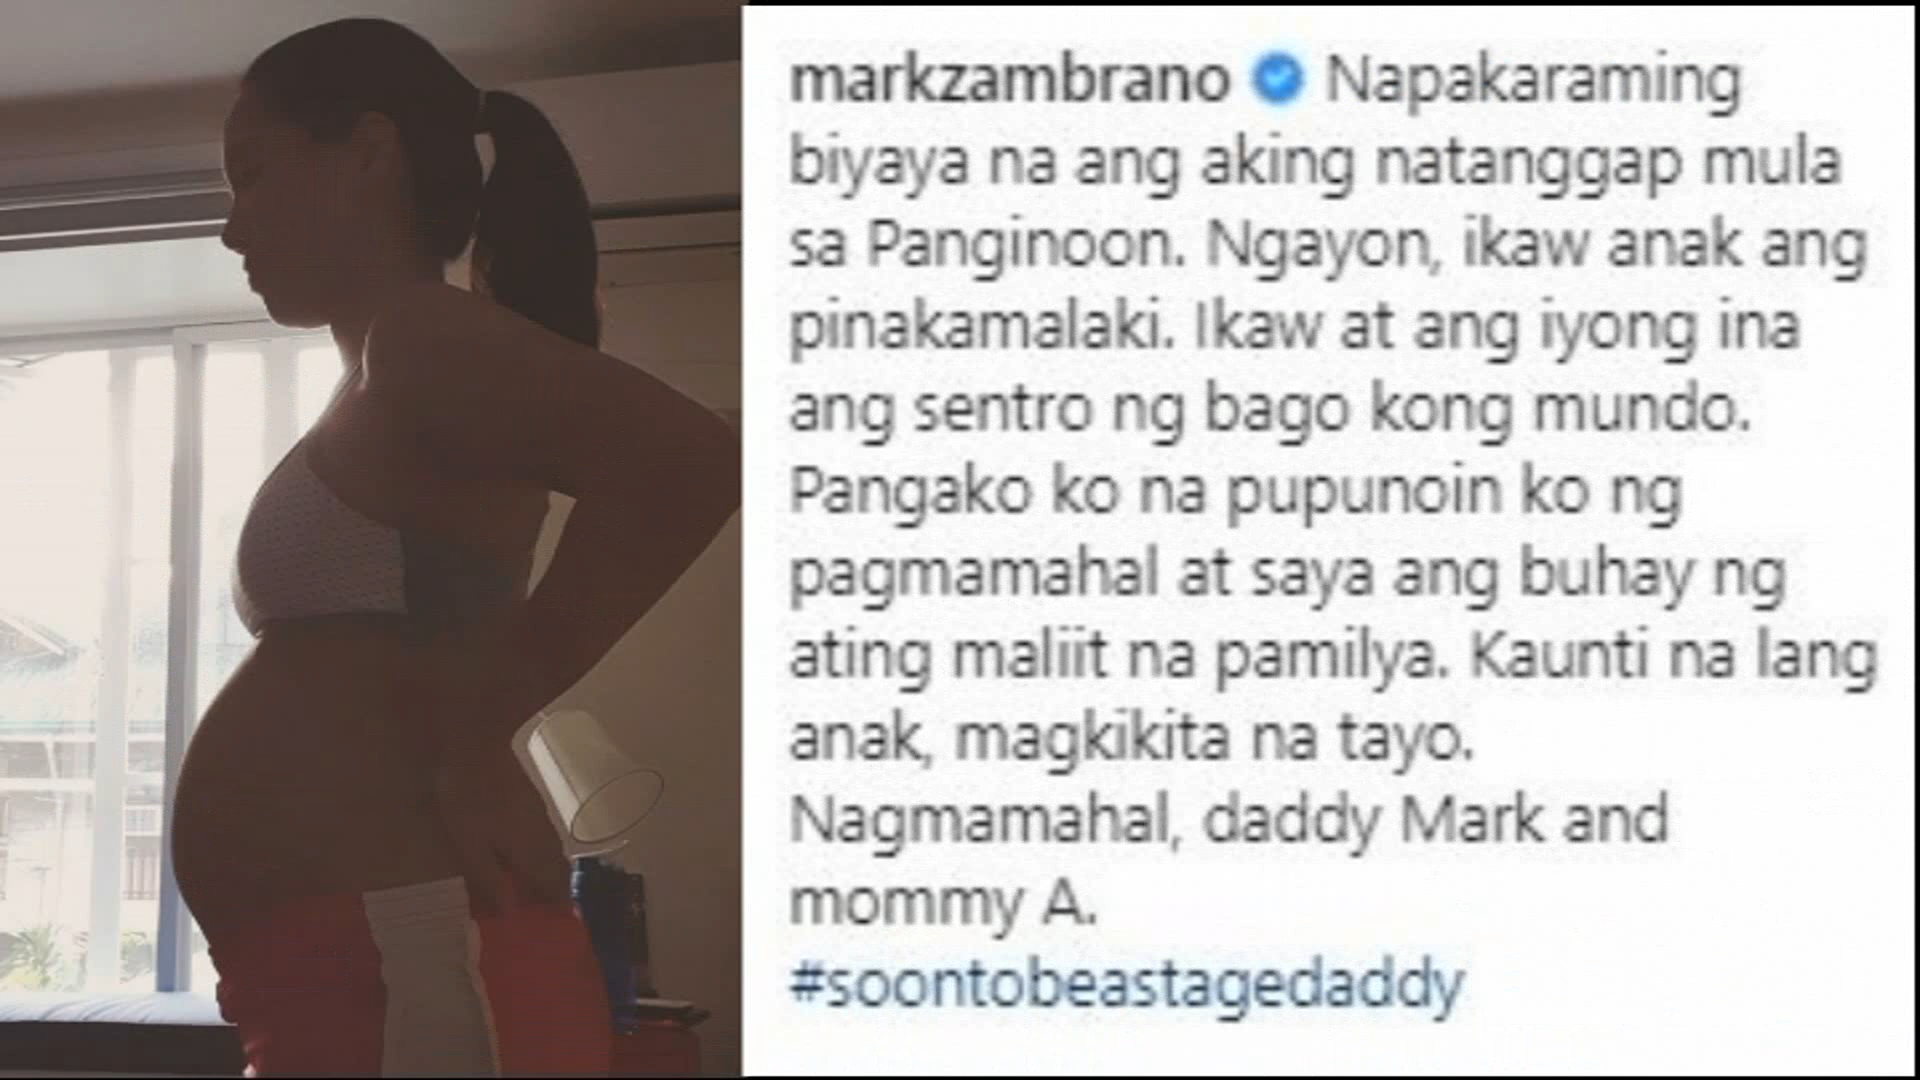 markzambrano Napakaraming
biyaya na ang aking natanggap mula
sa Panginoon. Ngayon, ikaw anak ang
pinakamalaki. Ikaw at ang iyong ina
ang sentro ng bago kong mundo.
Pangako ko na pupunoin ko ng
pagmamahal at saya ang buhay ng
ating maliit na pamilya. Kaunti na lang
anak, magkikita na tayo.
Nagmamahal, daddy Mark and
mommy A.
#soontobeastagedaddy